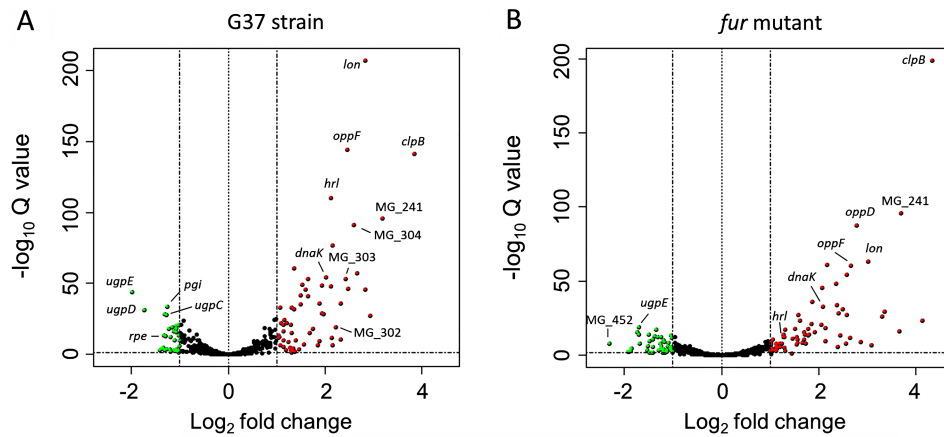 A
G37 strain
-log10 Q value
200
150
100
50
0
lon
oppF
clpB
hrl
MG_241
MG_304
dnaK
MG_303
MG_302
ugpE
pgi
ugpD
ugpC
rpe
-2
0
2
4
Log2 fold change
B
fur mutant
-log10 Q value
200
150
100
50
0
clpB
MG_241
oppD
oppF
lon
dnaK
hrl
ugpE
MG_452
-2
0
2
4
Log2 fold change